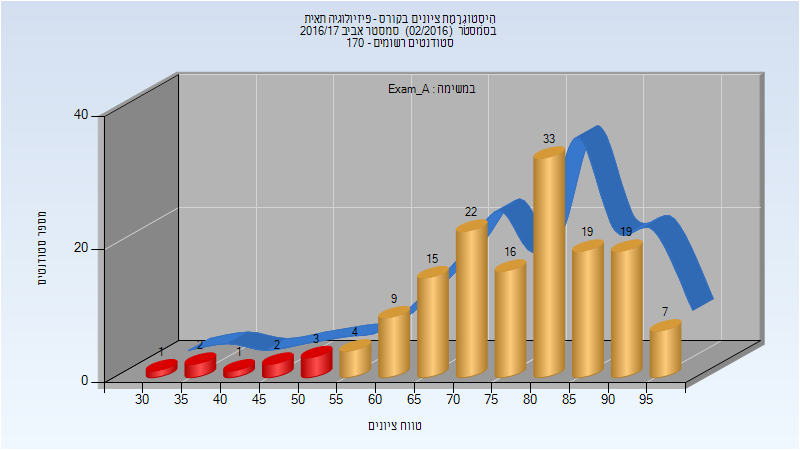 היסטוגרמת ציונים בקורס - פיזיולוגיה תאית
בסמסטר (02/2016) סמסטר אביב 2016/17
סטודנטים רשומים - 170
במשימה : Exam_A
מספר סטודנטים
40
20
0
1
2
1
2
3
4
9
15
22
16
33
19
19
7
30 35 40 45 50 55 60 65 70 75 80 85 90 95
טווח ציונים